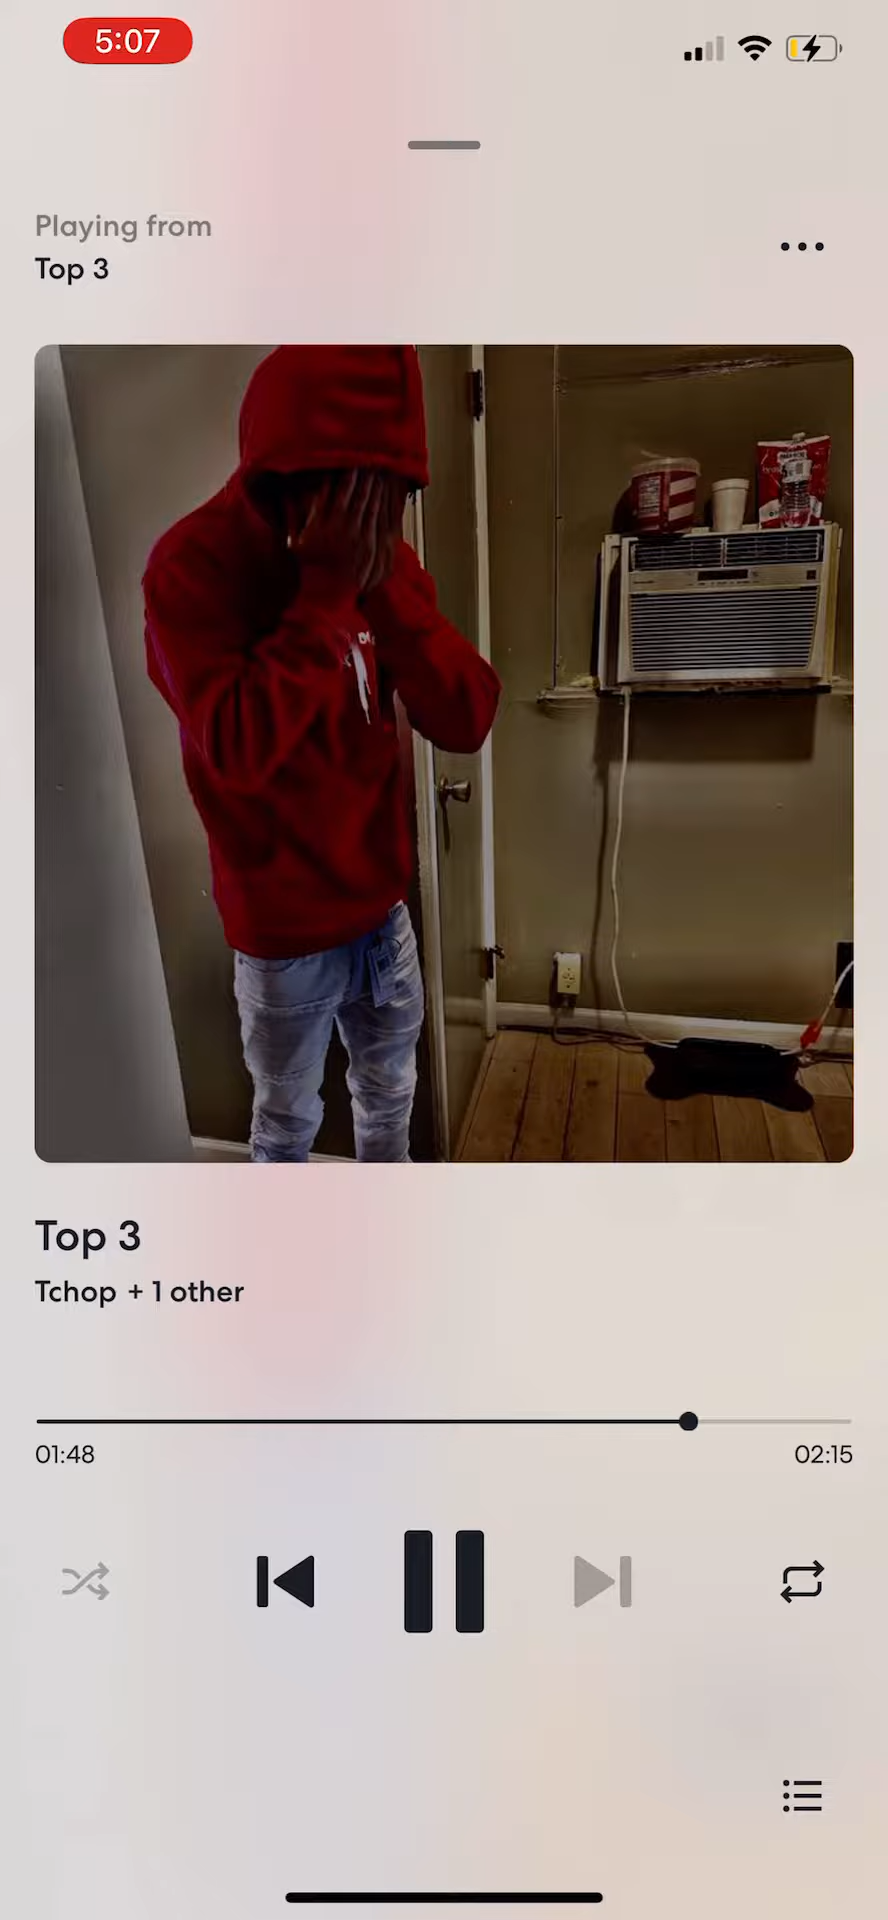 5:07
Playing from
Top 3
Top 3
Tchop + 1 other
01:48
02:15